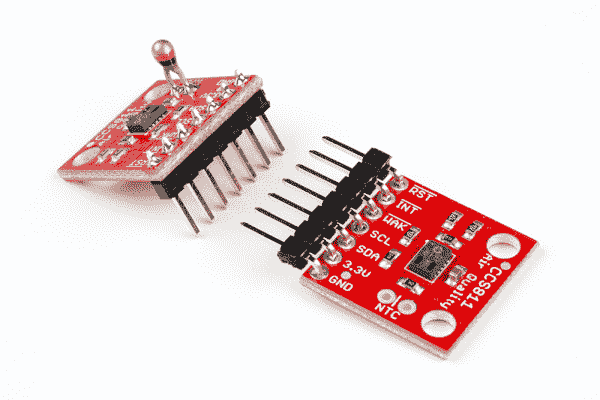 RST
INT
WAK
SCL
SDA
3.3V
GND
NTC
Air Quality
CCS811